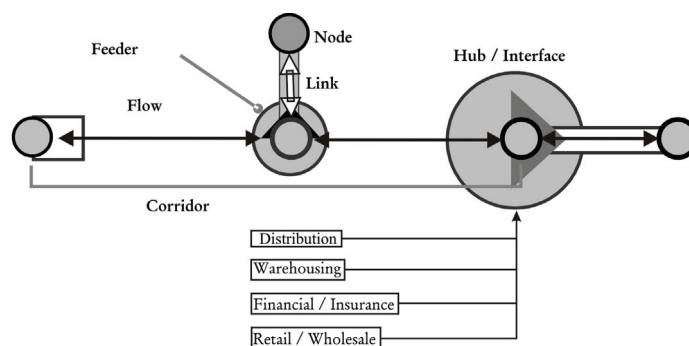 Node
Feeder
Hub / Interface
Link
Flow
Corridor
Distribution
Warehousing
Financial / Insurance
Retail / Wholesale